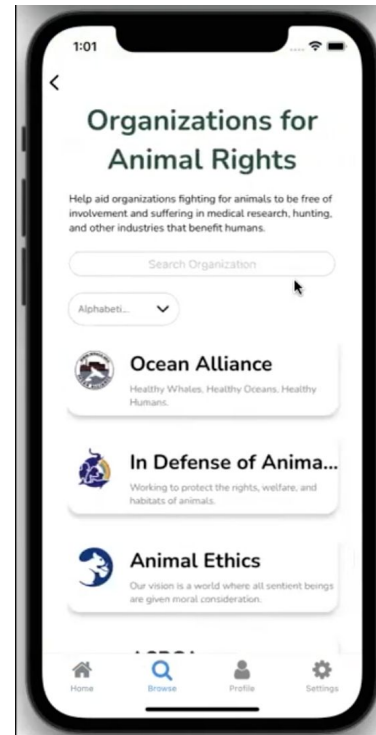 1:01
Organizations for
Animal Rights
Help aid organizations fighting for animals to be free of
involvement and suffering in medical research, hunting,
and other industries that benefit humans.
Search Organization
Alphabeti...
Ocean Alliance
Healthy Whales, Healthy Oceans, Healthy
Humans.
In Defense of Anima...
Working to protect the rights, welfare, and
habitats of animals.
Animal Ethics
Our vision is a world where all sentient beings
are given moral consideration.
Home
Browse
Profile
Settings